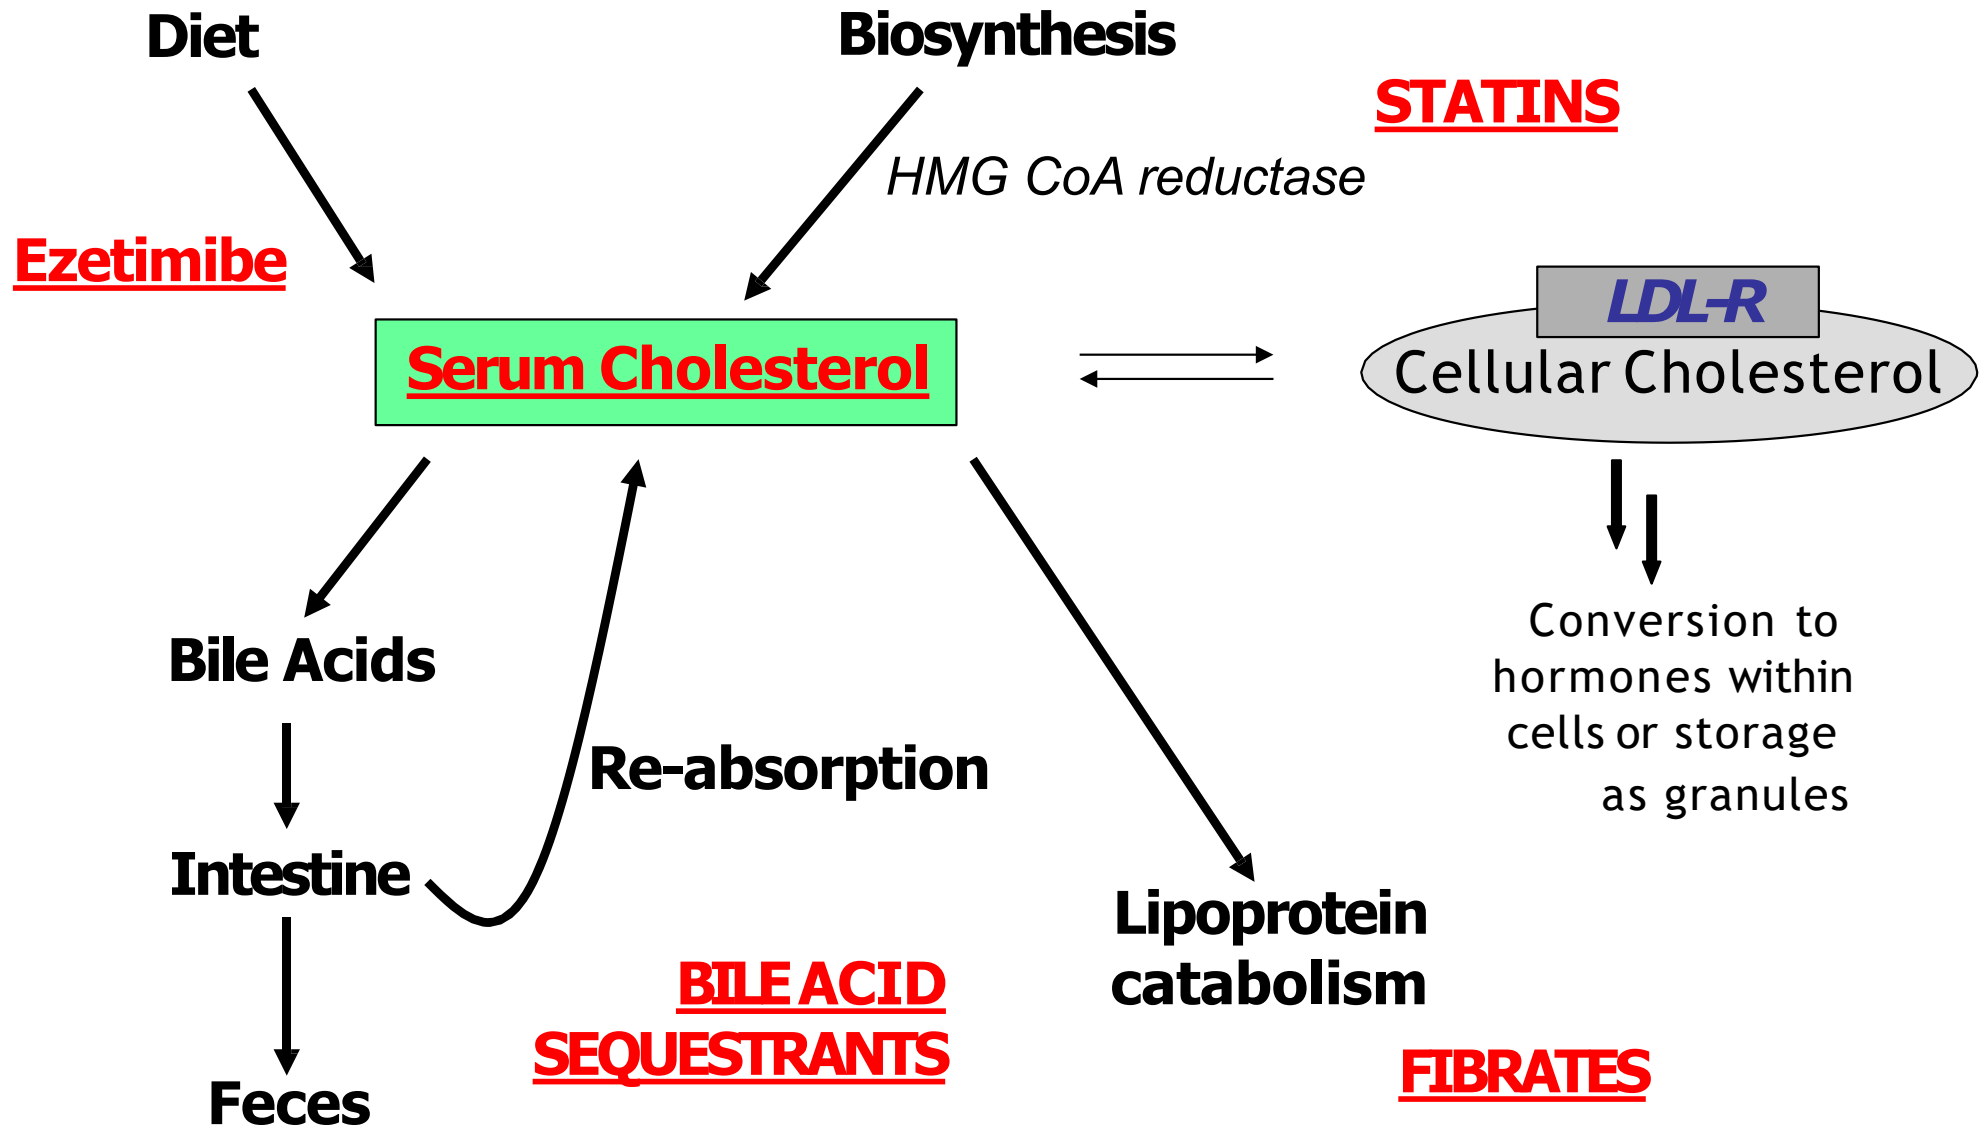 Diet
Biosynthesis
STATINS
HMG CoA reductase
Ezetimibe
LDL-R
Serum Cholesterol
Cellular Cholesterol
Conversion to
hormones within
cells or storage
as granules
Bile Acids
Re-absorption
Intestine
Lipoprotein
catabolism
BILE ACID
SEQUESTRANTS
FIBRATES
Feces